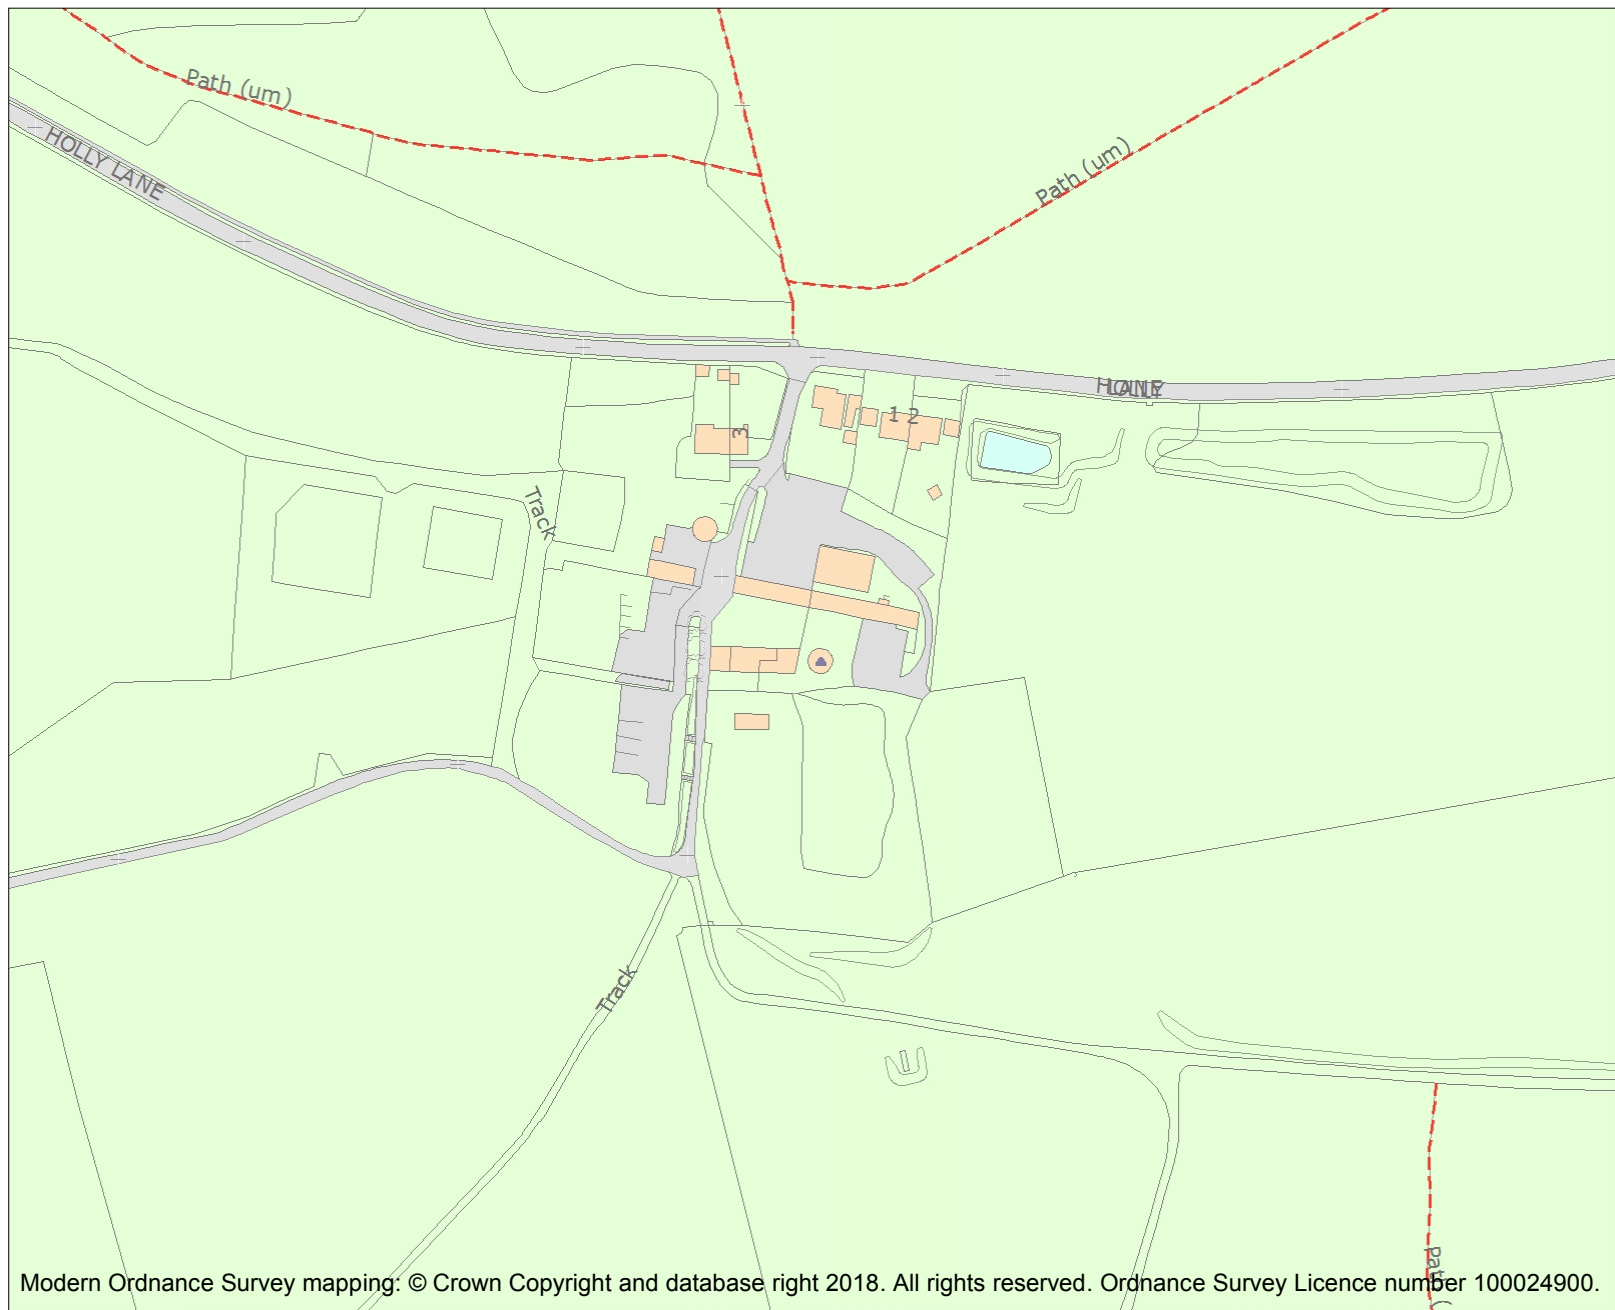 Path (um)
HOLLY LANE
Path (um)
HOLLY
LANE
1 2
3
Track
Track
Modern Ordnance Survey mapping: © Crown Copyright and database right 2018. All rights reserved. Ordnance Survey Licence number 100024900.